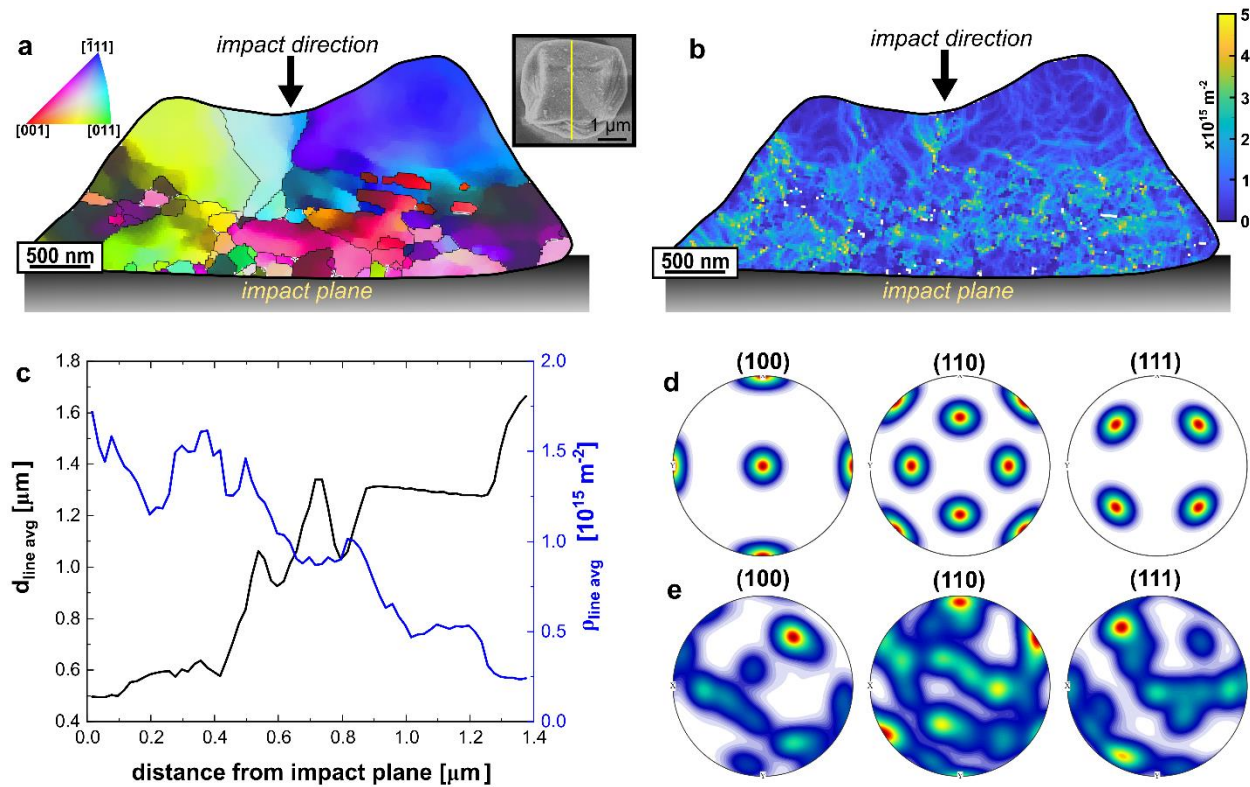 a
[1̄11]
[001]
[011]
impact direction
1 μm
500 nm
impact plane
b
impact direction
5
4
3
2
1
0
x10¹⁵ m⁻²
500 nm
impact plane
c
1.8
1.6
1.4
1.2
1.0
0.8
0.6
0.4
d line avg [μm]
2.0
1.5
1.0
0.5
0.0
ρ line avg [10¹⁵ m⁻²]
0.0 0.2 0.4 0.6 0.8 1.0 1.2 1.4
distance from impact plane [μm]
d
(100) (110) (111)
X X X
Y Y Y
e
(100) (110) (111)
X X X
Y Y Y